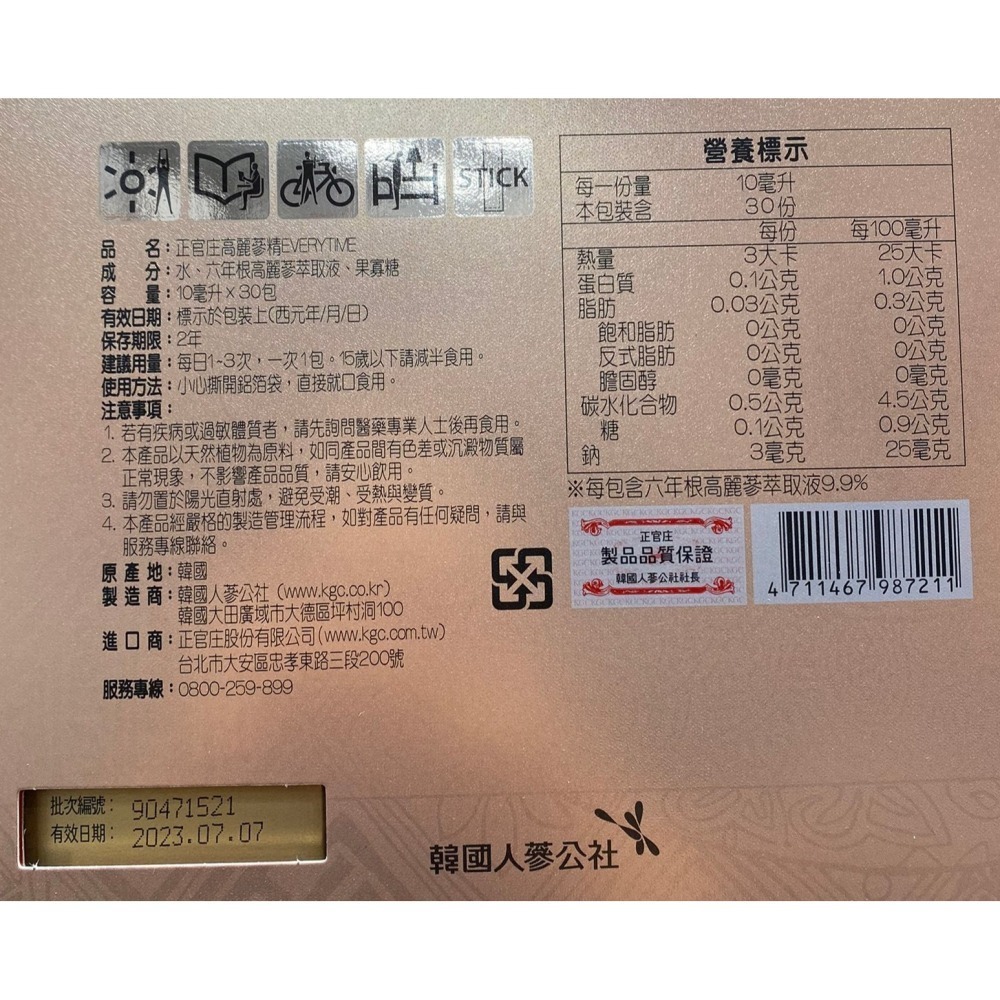 STICK
品名：正官庄高麗蔘精EVERYTIME
成分：水、六年根高麗蔘萃取液、果寡糖
容量：10毫升×30包
有效日期：標示於包裝上(西元年/月/日)
保存期限：2年
建議用量：每日1~3次，一次1包。15歲以下請減半食用。
使用方法：小心撕開鋁箔袋，直接就口食用。
注意事項：
1. 若有疾病或過敏體質者，請先詢問醫藥專業人士後再食用。
2. 本產品以天然植物為原料，如同產品間有色差或沉澱物質屬
正常現象，不影響產品品質，請安心飲用。
3. 請勿置於陽光直射處，避免受潮、受熱與變質。
4. 本產品經嚴格的製造管理流程，如對產品有任何疑問，請與
服務專線聯絡。
原產地：韓國
製造商：韓國人蔘公社 (www.kgc.co.kr)
韓國大田廣域市大德區坪村洞100
進口商：正官庄股份有限公司(www.kgc.com.tw)
台北市大安區忠孝東路三段200號
服務專線：0800-259-899
營養標示
每一份量 10毫升
本包裝含 30份
每份 每100毫升
熱量 3大卡 25大卡
蛋白質 0.1公克 1.0公克
脂肪 0.03公克 0.3公克
飽和脂肪 0公克 0公克
反式脂肪 0公克 0公克
膽固醇 0毫克 0毫克
碳水化合物 0.5公克 4.5公克
糖 0.1公克 0.9公克
鈉 3毫克 25毫克
※每包含六年根高麗蔘萃取液9.9%
正官庄
製品品質保證
韓國人蔘公社社長
4 711467 987211
批次編號：90471521
有效日期：2023.07.07
韓國人蔘公社